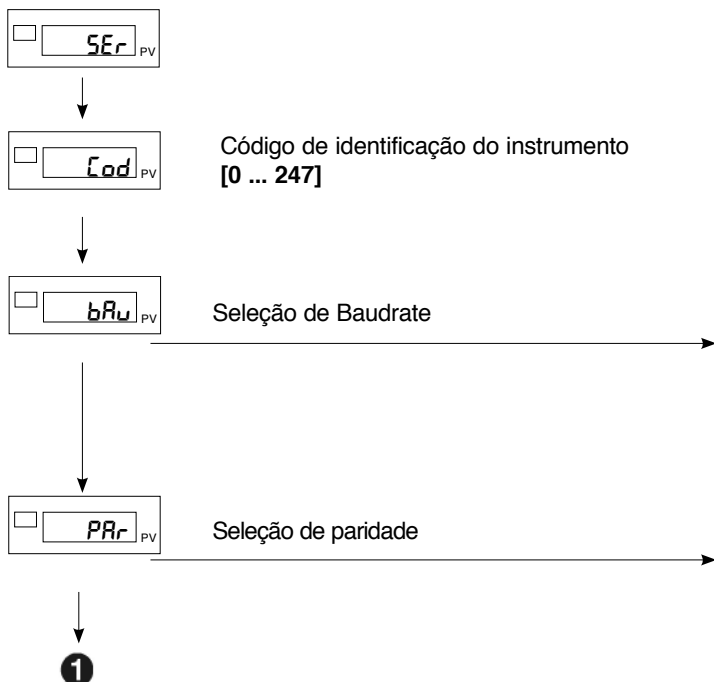 SEr
PV
Cod
PV
Código de identificação do instrumento
[0 ... 247]
bAu
PV
Seleção de Baudrate
PAr
PV
Seleção de paridade
1